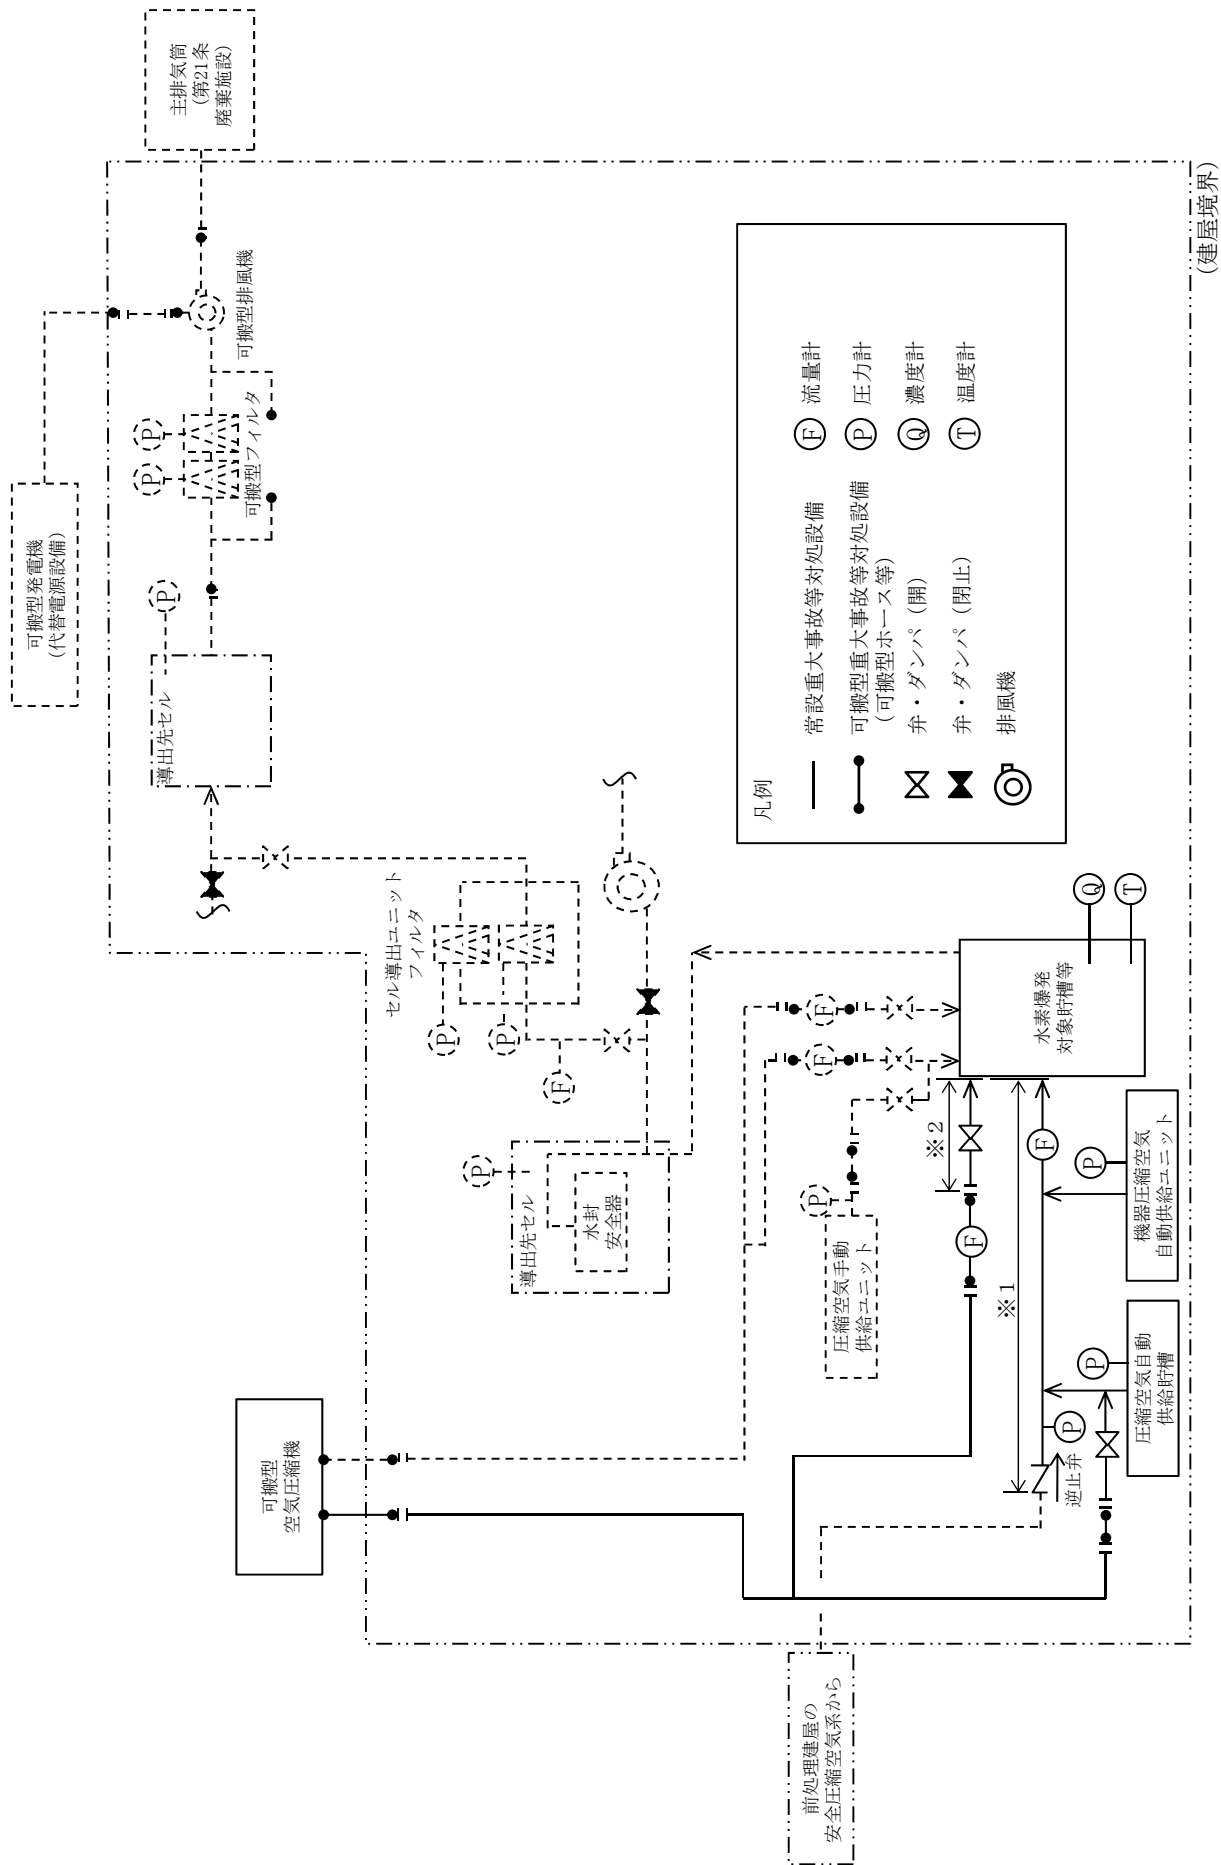 主排気筒
(第21条
廃棄施設)
可搬型発電機
(代替電源設備)
可搬型排風機
P
P
可搬型フィルタ
P
導出先セル
セル導出ユニット
フィルタ
P
P
F
P
導出先セル
水封
安全器
可搬型
空気圧縮機
F
F
P
圧縮空気手動
供給ユニット
水素爆発
対象貯槽等
Q
T
※2
F
※1
F
P
機器圧縮空気
自動供給ユニット
P
圧縮空気自動
供給貯槽
P
逆止弁
前処理建屋の
安全圧縮空気系から
(建屋境界)
凡例
常設重大事故等対処設備
可搬型重大事故等対処設備
(可搬型ホース等)
弁・ダンパ(開)
弁・ダンパ(閉止)
排風機
F 流量計
P 圧力計
Q 濃度計
T 温度計